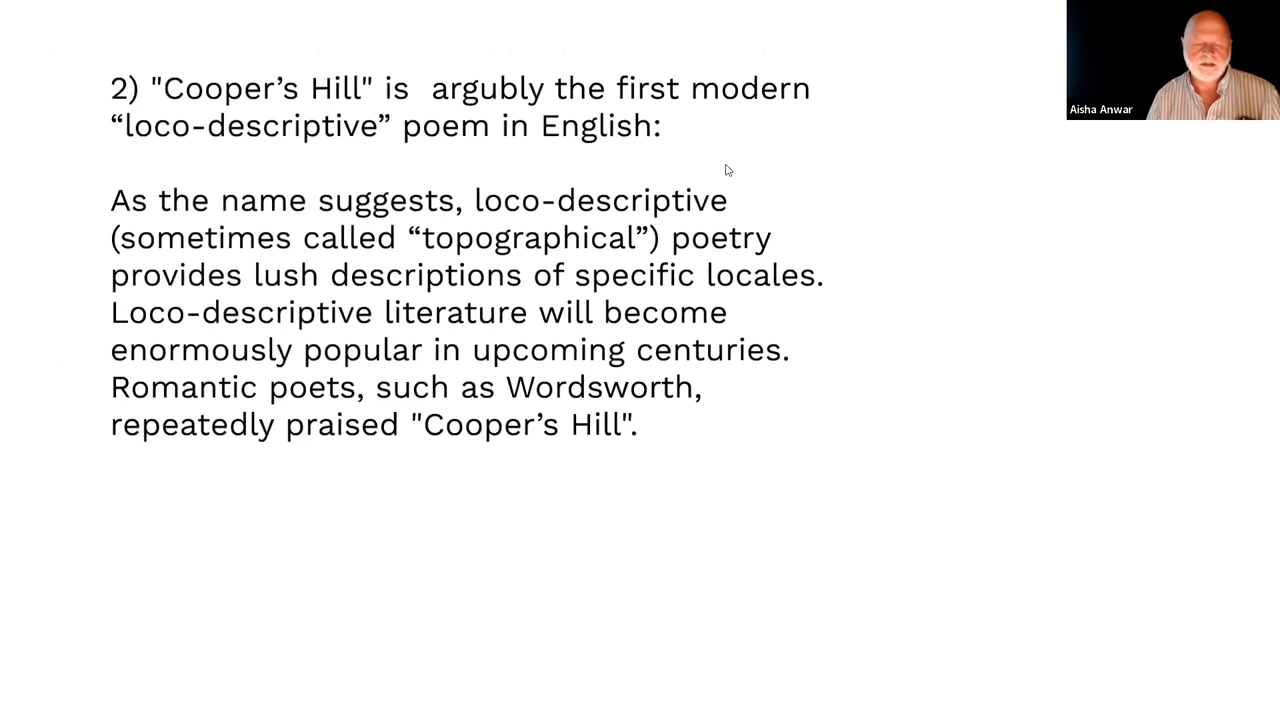 2) "Cooper’s Hill" is  argubly the first modern
“loco-descriptive” poem in English:
As the name suggests, loco-descriptive
(sometimes called “topographical”) poetry
provides lush descriptions of specific locales.
Loco-descriptive literature will become
enormously popular in upcoming centuries.
Romantic poets, such as Wordsworth,
repeatedly praised "Cooper’s Hill".
Aisha Anwar